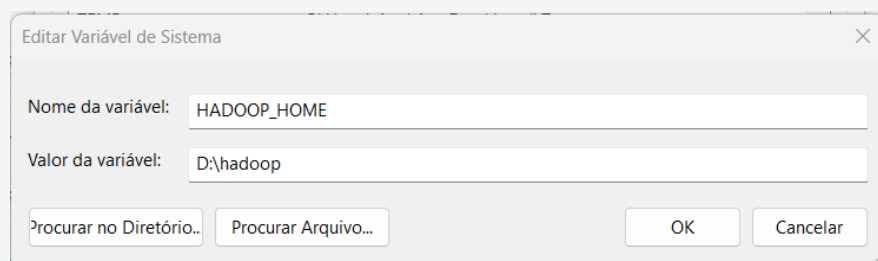 Editar Variável de Sistema
Nome da variável: HADOOP_HOME
Valor da variável: D:\hadoop
Procurar no Diretório... Procurar Arquivo... OK Cancelar